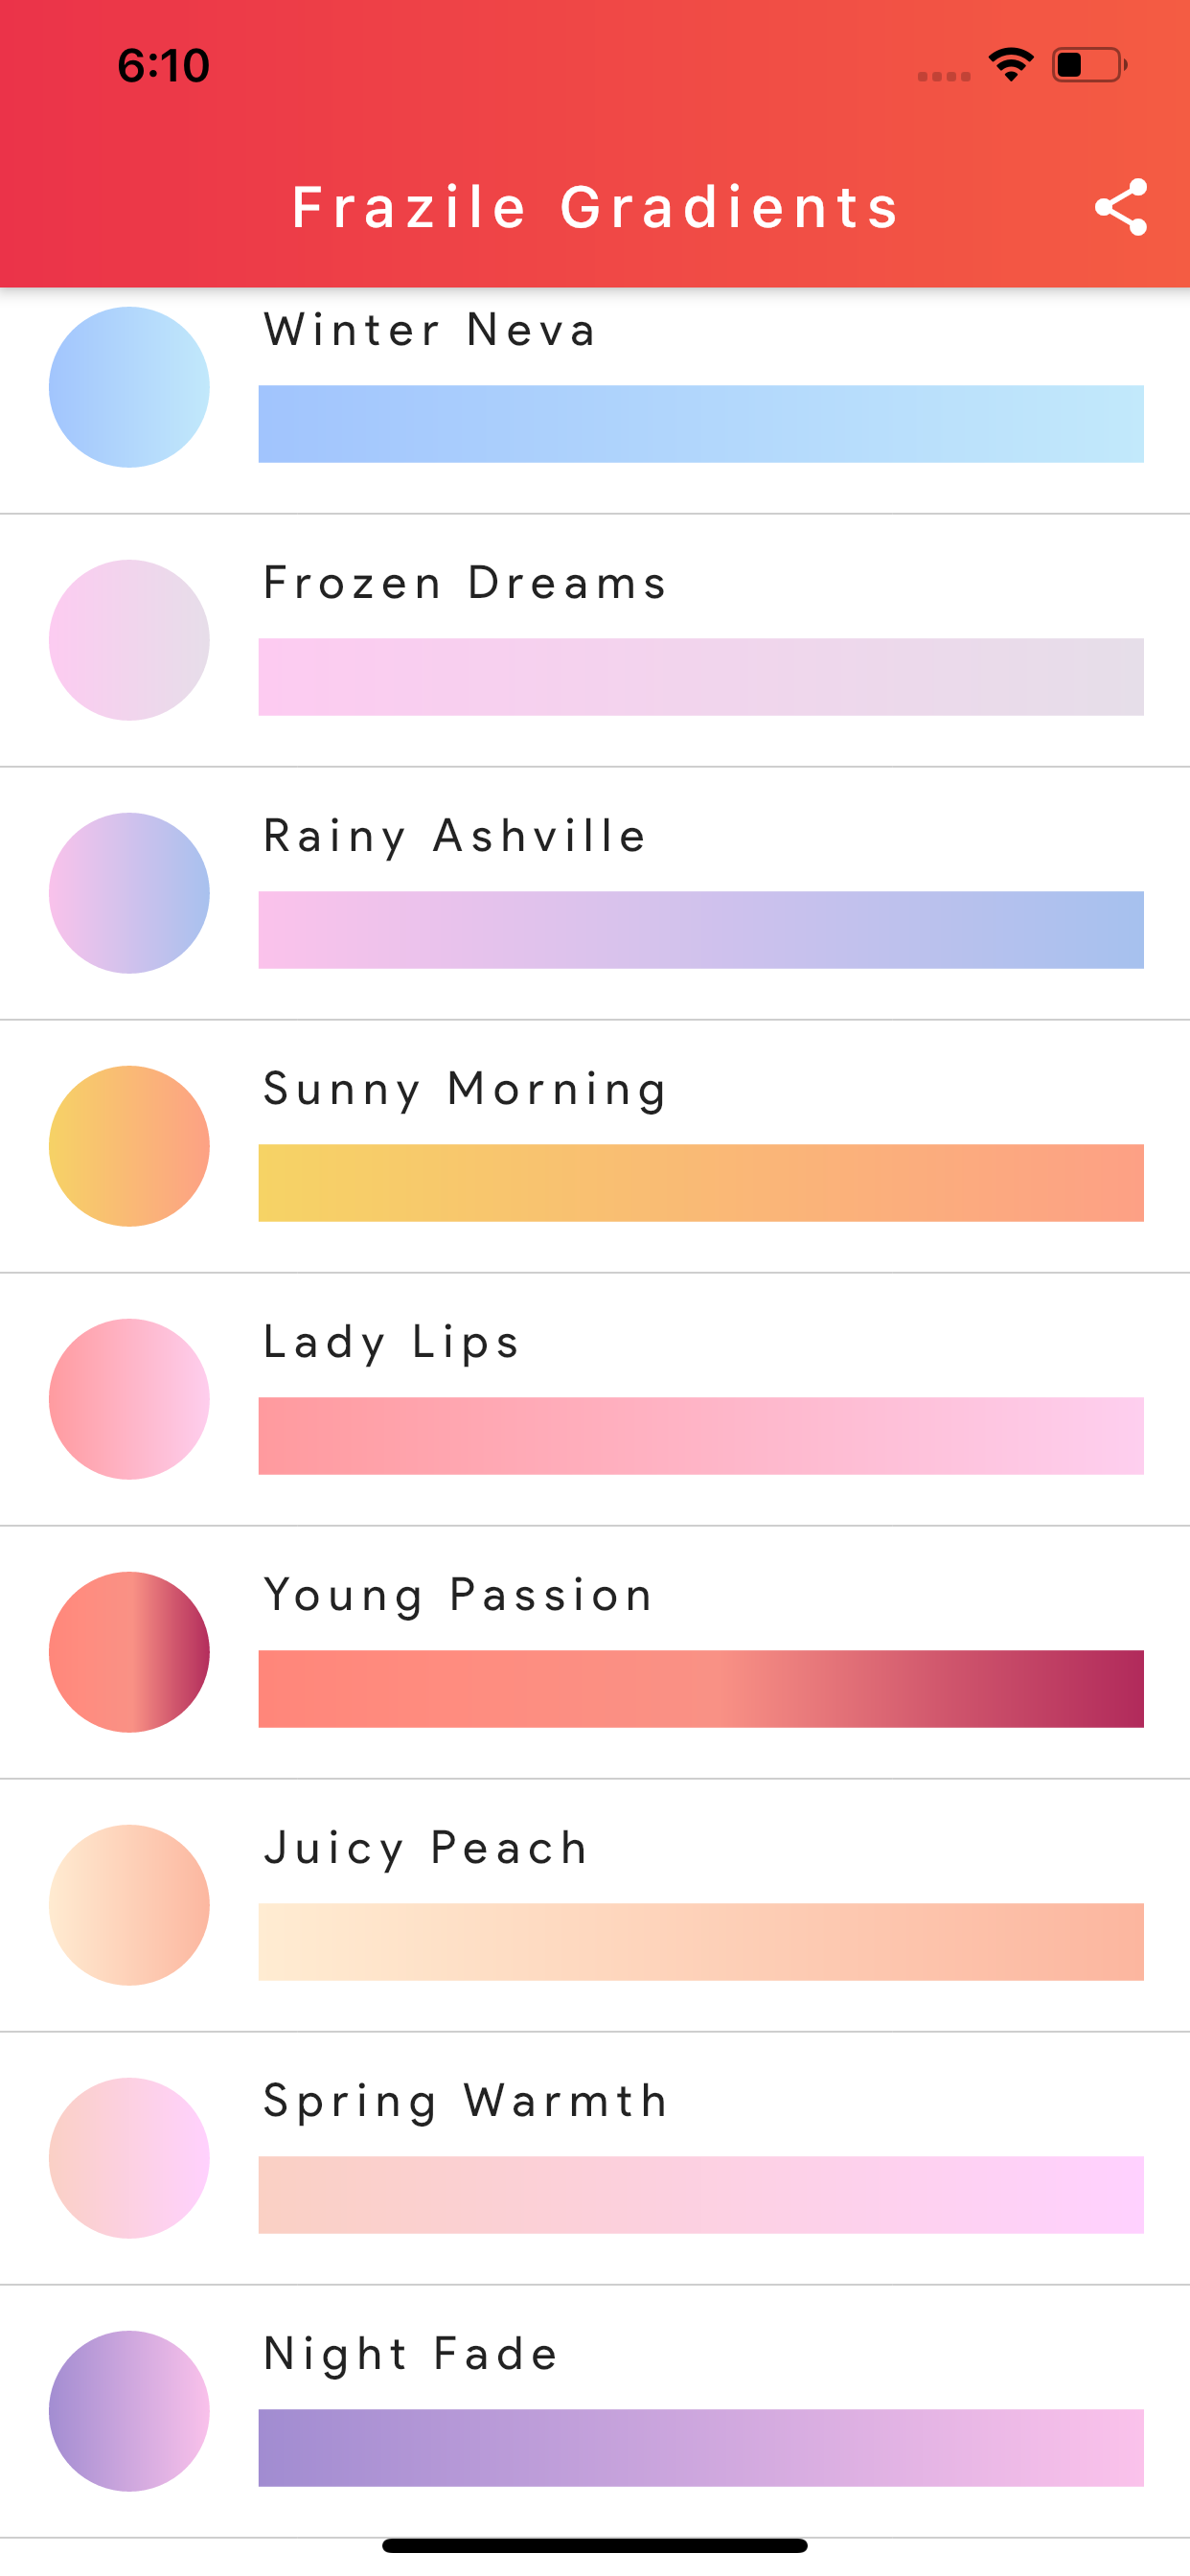 6:10
Frazile Gradients
Winter Neva
Frozen Dreams
Rainy Ashville
Sunny Morning
Lady Lips
Young Passion
Juicy Peach
Spring Warmth
Night Fade